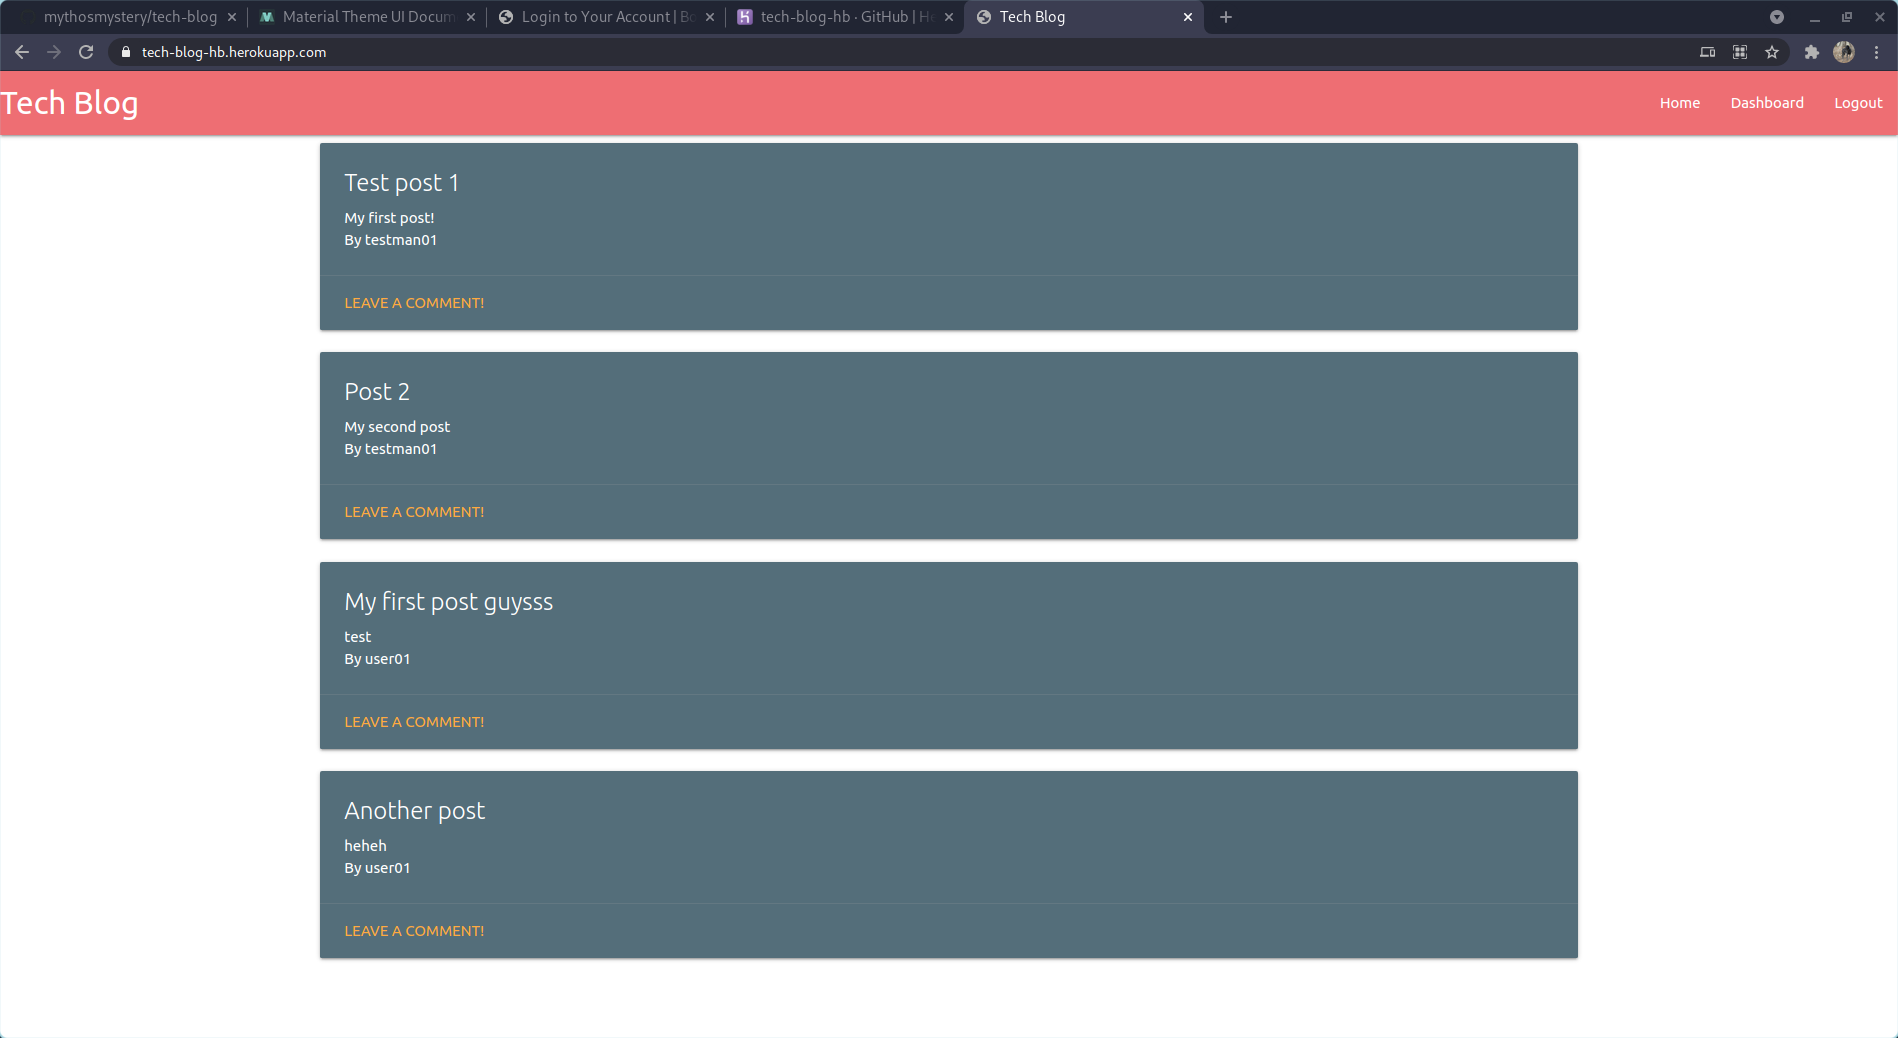 mythosmystery/tech-blog
Material Theme UI Docum
Login to Your Account | Bo
tech-blog-hb · GitHub | He
Tech Blog
tech-blog-hb.herokuapp.com
Tech Blog
Home
Dashboard
Logout
Test post 1
My first post!
By testman01
LEAVE A COMMENT!
Post 2
My second post
By testman01
LEAVE A COMMENT!
My first post guysss
test
By user01
LEAVE A COMMENT!
Another post
heheh
By user01
LEAVE A COMMENT!